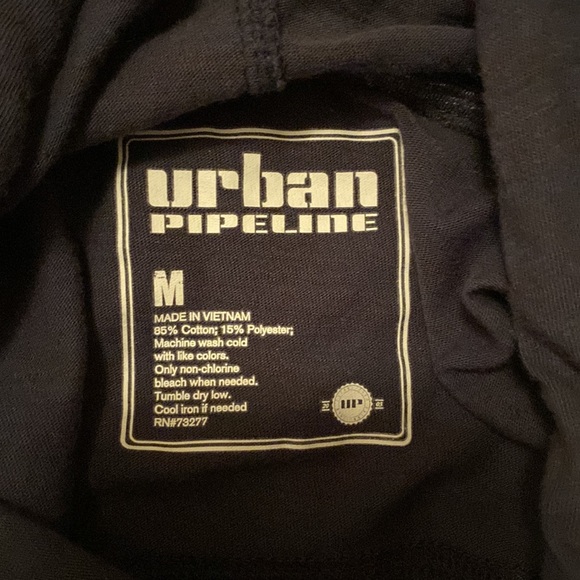 urban
PIPELINE
M
MADE IN VIETNAM
85% Cotton; 15% Polyester;
Machine wash cold
with like colors.
Only non-chlorine
bleach when needed.
Tumble dry low.
Cool iron if needed
RN#73277
UP